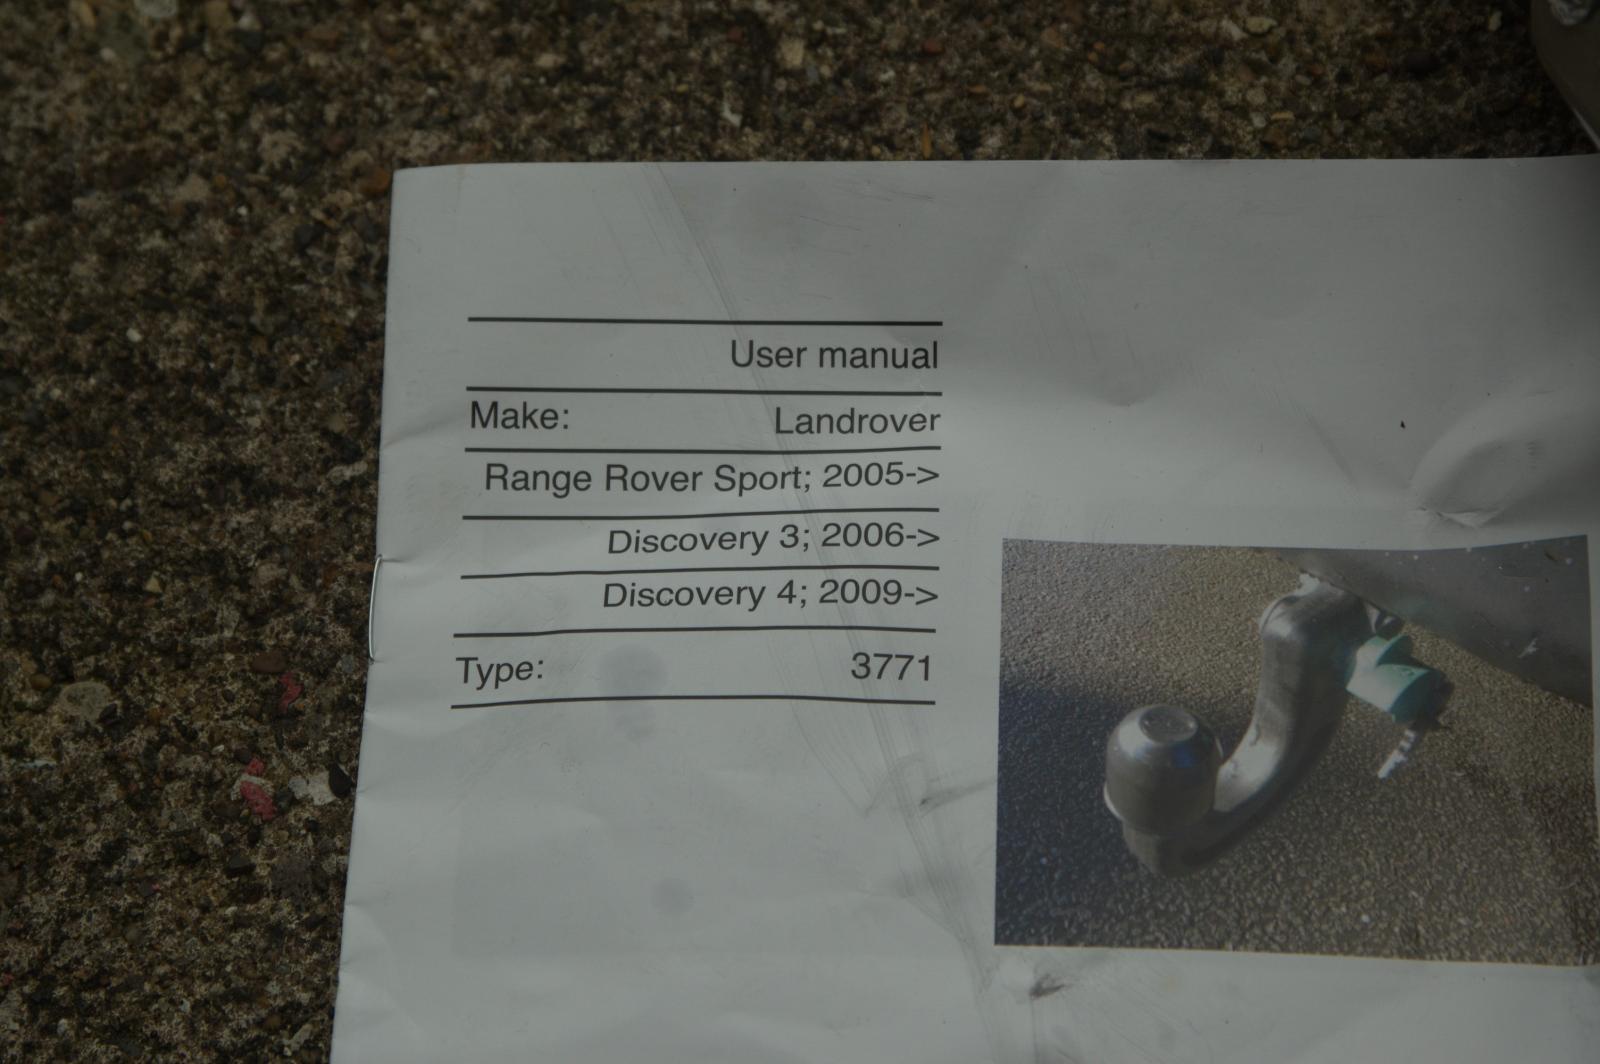 User manual
Make: Landrover
Range Rover Sport; 2005->
Discovery 3; 2006->
Discovery 4; 2009->
Type: 3771